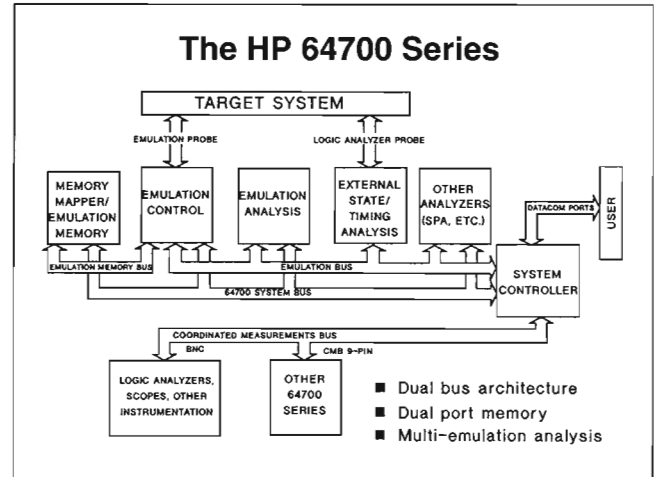 The HP 64700 Series
TARGET SYSTEM
EMULATION PROBE
LOGIC ANALYZER PROBE
MEMORY
MAPPER/
EMULATION
MEMORY
EMULATION
CONTROL
EMULATION
ANALYSIS
EXTERNAL
STATE/
TIMING
ANALYSIS
OTHER
ANALYZERS
(SPA, ETC.)
DATACOM PORTS
USER
EMULATION MEMORY BUS
EMULATION BUS
64700 SYSTEM BUS
SYSTEM
CONTROLLER
COORDINATED MEASUREMENTS BUS
BNC
CMB 9-PIN
LOGIC ANALYZERS,
SCOPES, OTHER
INSTRUMENTATION
OTHER
64700
SERIES
■ Dual bus architecture
■ Dual port memory
■ Multi-emulation analysis